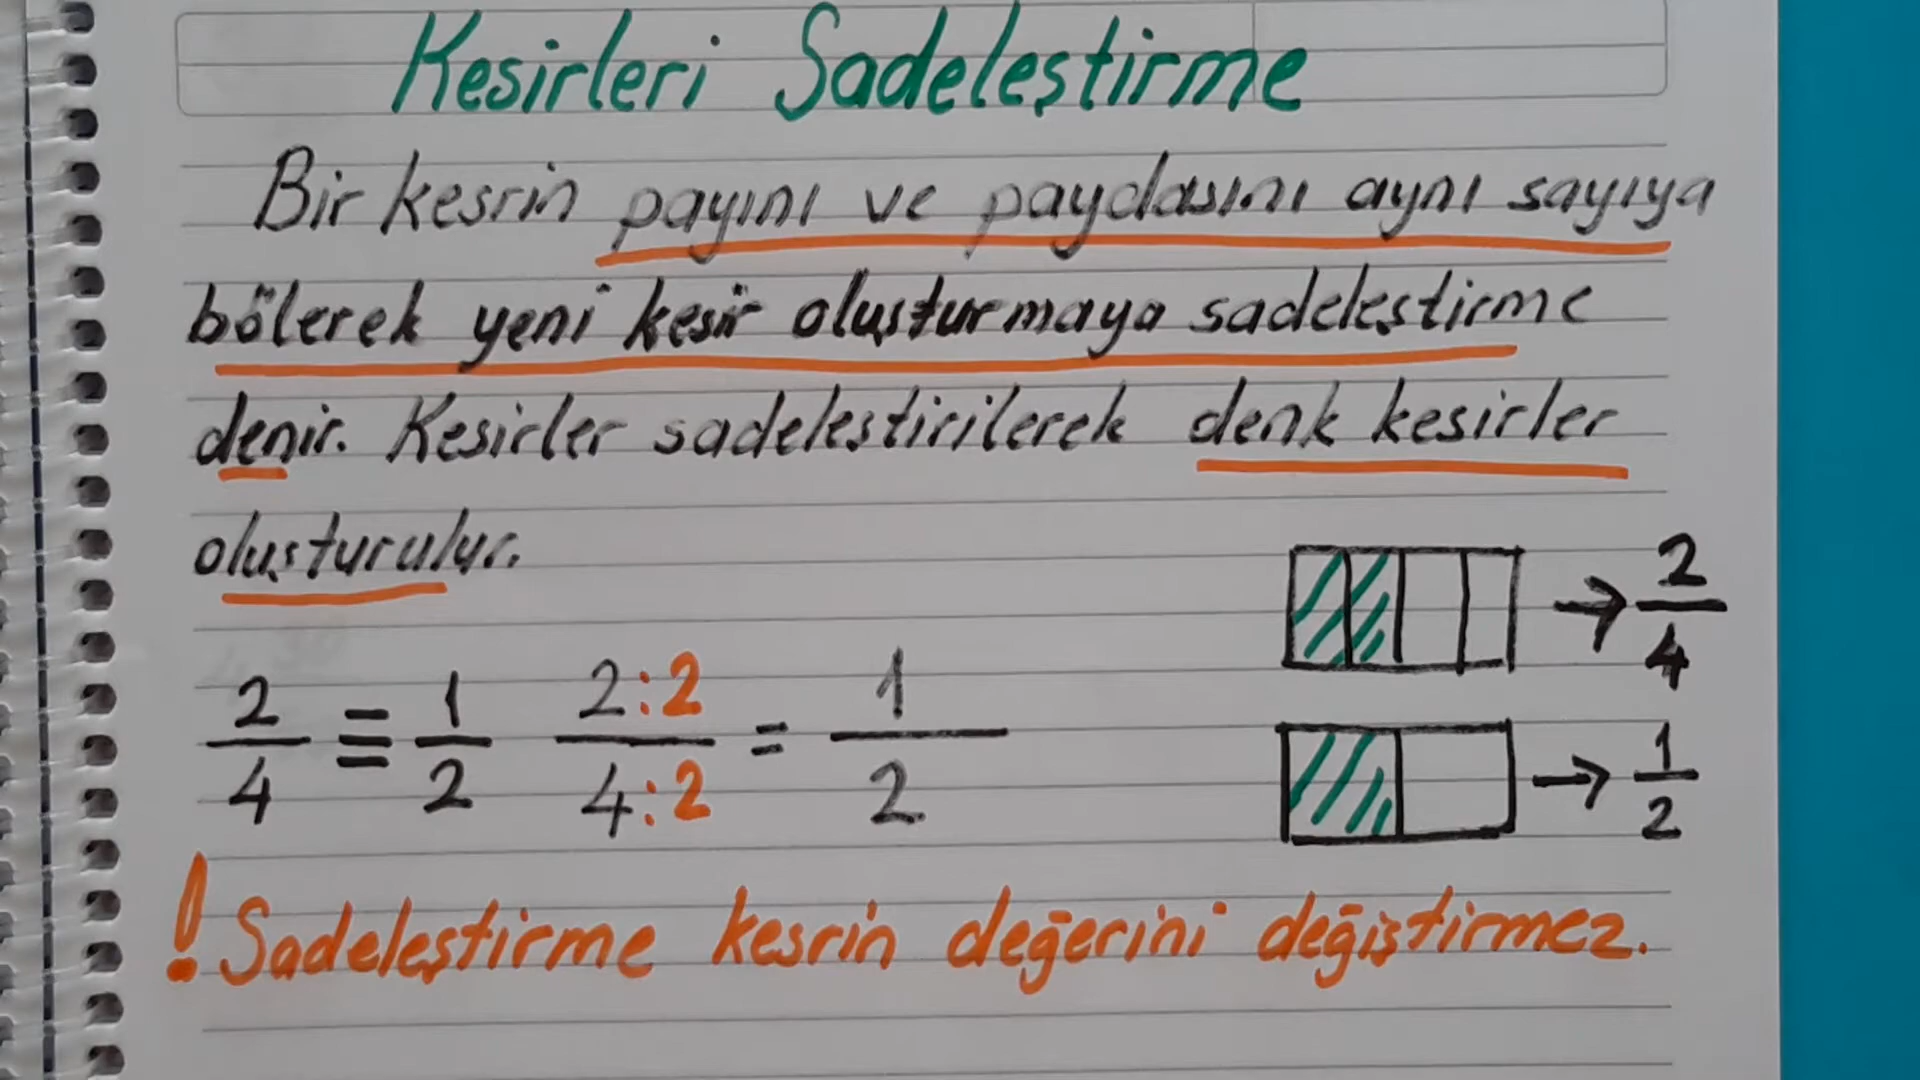 Kesirleri Sadeleştirme
Bir kesrin payını ve paydasını aynı sayıya
bölerek yeni kesir oluşturmaya sadeleştirme
denir. Kesirler sadeleştirilerek denk kesirler
oluşturulur.
2/4 ≡ 1/2 2:2/4:2 = 1/2
→ 2/4
→ 1/2
! Sadeleştirme kesrin değerini değiştirmez.